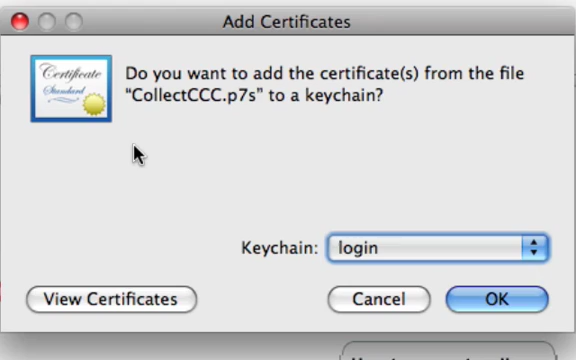 Add Certificates
Certificate
Standard
Do you want to add the certificate(s) from the file
“CollectCCC.p7s” to a keychain?
Keychain: login
View Certificates Cancel OK